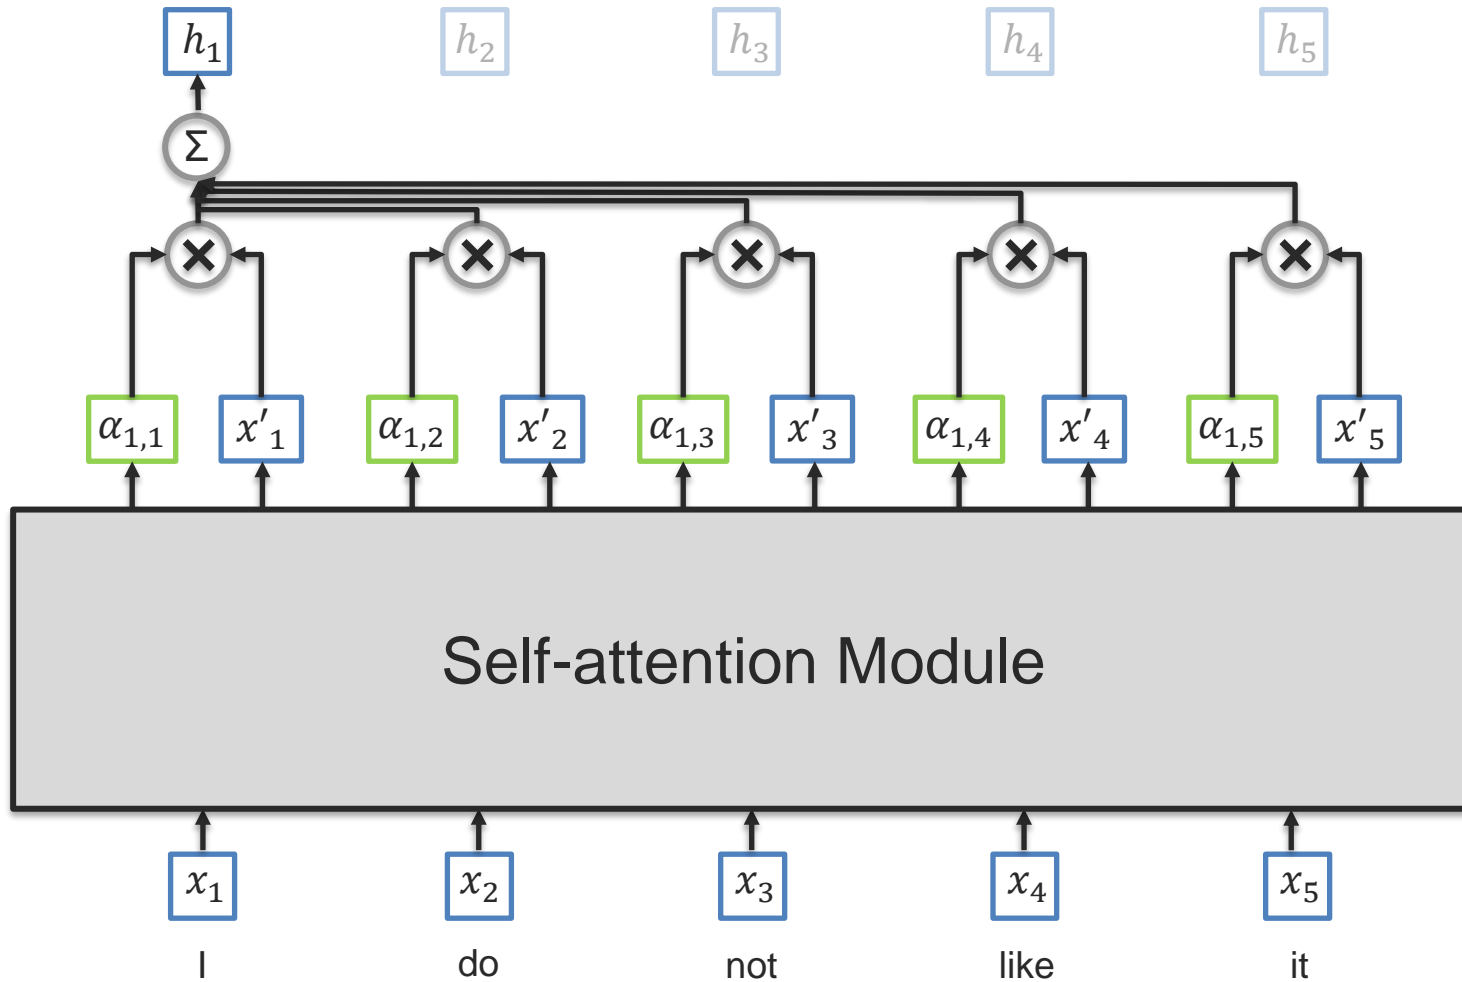 h₁ h₂ h₃ h₄ h₅
Σ
× × × × ×
α₁,₁ x'₁ α₁,₂ x'₂ α₁,₃ x'₃ α₁,₄ x'₄ α₁,₅ x'₅
Self-attention Module
x₁ x₂ x₃ x₄ x₅
I do not like it